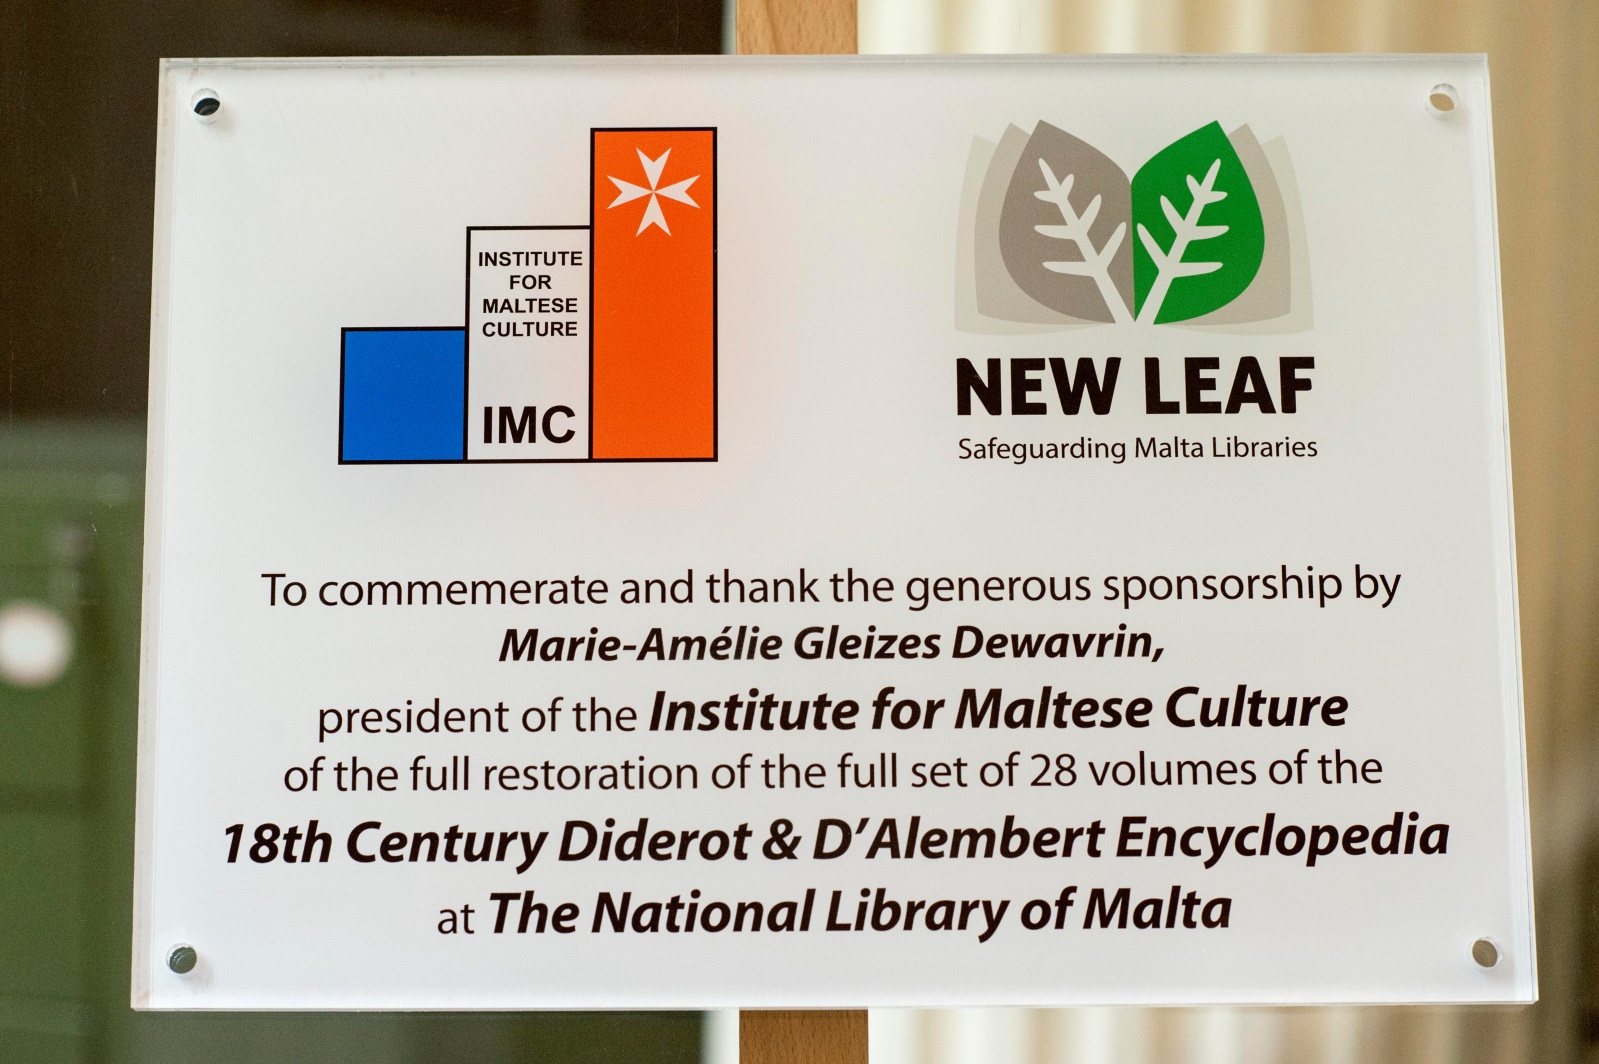 INSTITUTE
FOR
MALTESE
CULTURE
IMC
NEW LEAF
Safeguarding Malta Libraries
To commemerate and thank the generous sponsorship by
Marie-Amélie Gleizes Dewavrin,
president of the Institute for Maltese Culture
of the full restoration of the full set of 28 volumes of the
18th Century Diderot & D’Alembert Encyclopedia
at The National Library of Malta